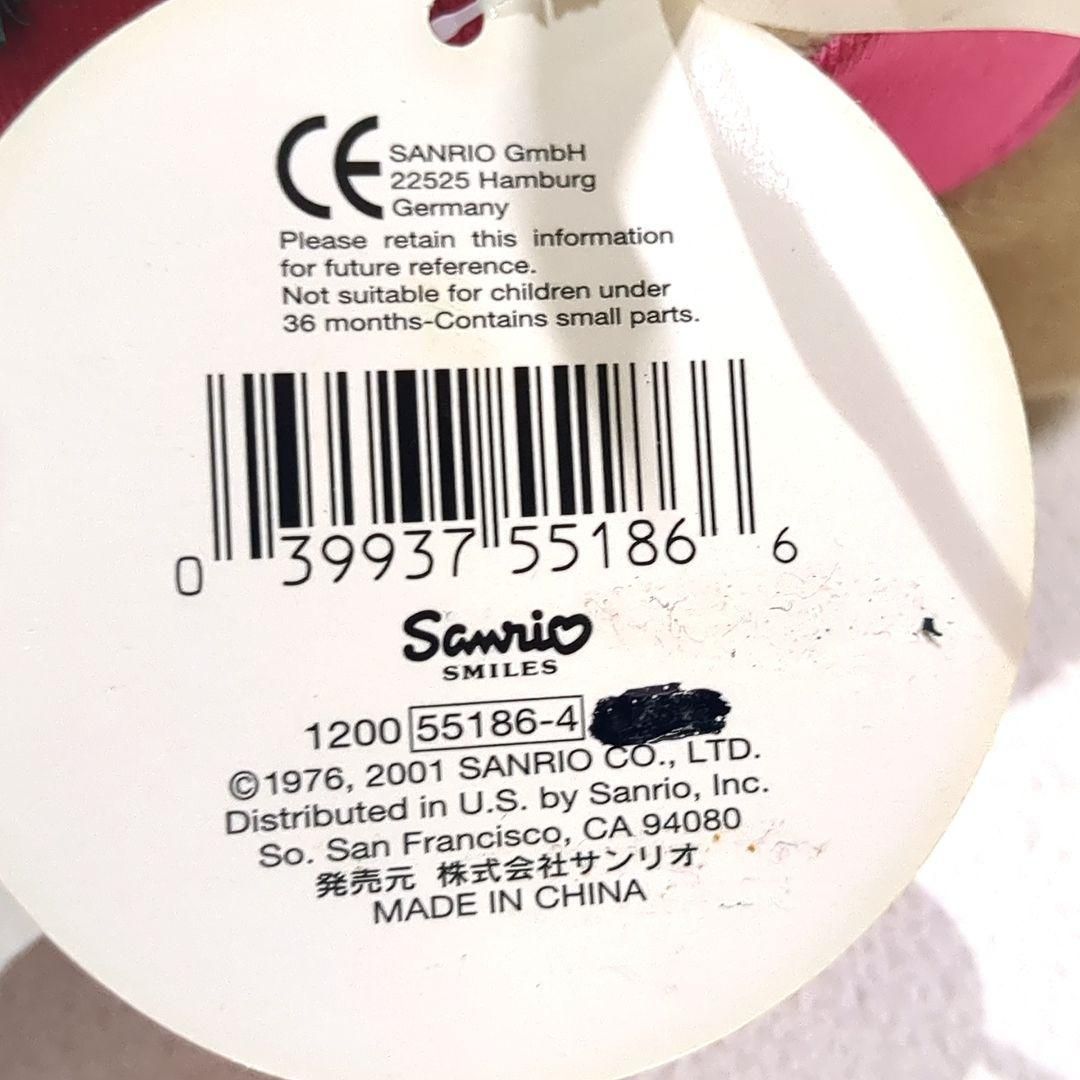 CE SANRIO GmbH
22525 Hamburg
Germany
Please retain this information
for future reference.
Not suitable for children under
36 months-Contains small parts.
0 39937 55186 6
Sanrio
SMILES
1200 55186-4
©1976, 2001 SANRIO CO., LTD.
Distributed in U.S. by Sanrio, Inc.
So. San Francisco, CA 94080
発売元 株式会社サンリオ
MADE IN CHINA